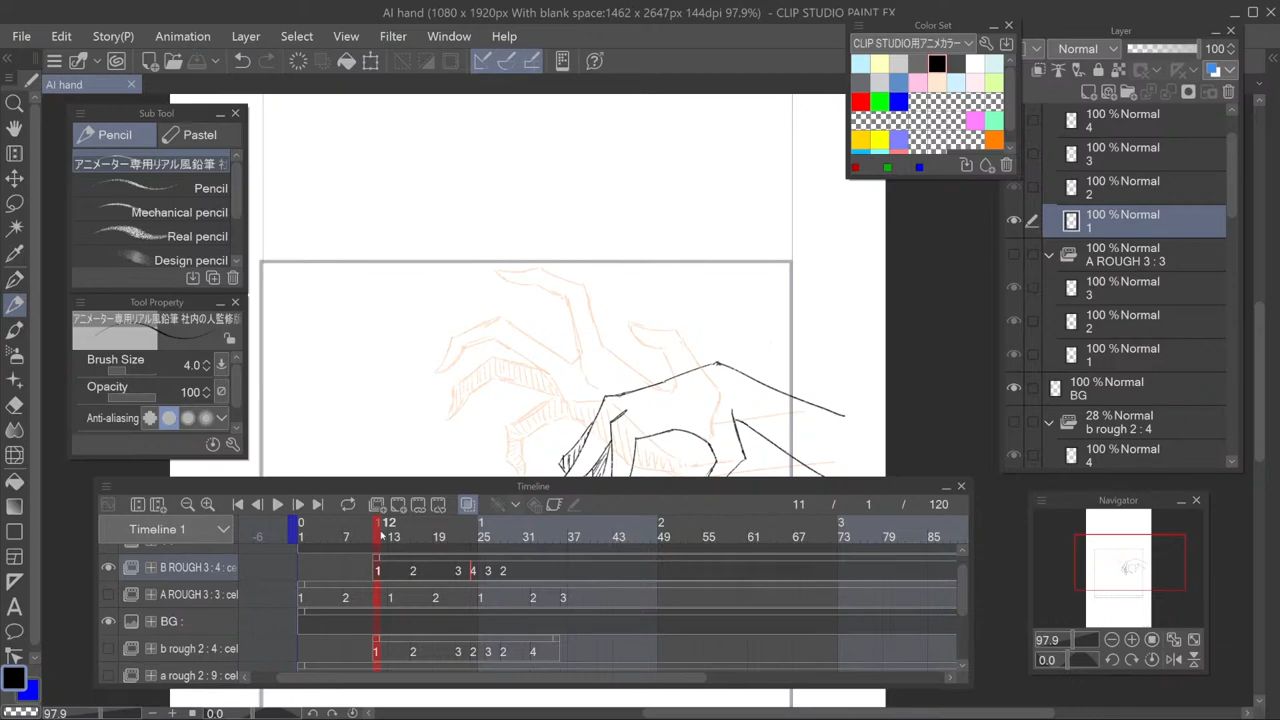 AI hand (1080 x 1920px With blank space:1462 x 2647px 144dpi 97.9%) - CLIP STUDIO PAINT EX
File Edit Story(P) Animation Layer Select View Filter Window Help
AI hand
Sub Tool
Pencil Pastel
アニメーター専用リアル風鉛筆 社
Pencil
Mechanical pencil
Real pencil
Design pencil
Tool Property
アニメーター専用リアル風鉛筆 社内の人監修版
Brush Size 4.0
Opacity 100
Anti-aliasing
Color Set
CLIP STUDIO用アニメカラー
Layer
Normal 100
100 %Normal
4
100 %Normal
3
100 %Normal
2
100 %Normal
1
100 %Normal
A ROUGH 3 : 3
100 %Normal
3
100 %Normal
2
100 %Normal
1
100 %Normal
BG
28 %Normal
b rough 2 : 4
100 %Normal
4
Timeline
11 / 1 / 120
Timeline 1
0 12 1 2 3
-6 1 7 13 19 25 31 37 43 49 55 61 67 73 79 85
B ROUGH 3 : 4 : ce
1 2 3 4 3 2
A ROUGH 3 : 3 : cel
1 2 1 2 1 2 3
BG :
b rough 2 : 4 : cel
1 2 3 2 3 2 4
a rough 2 : 9 : cel
Navigator
97.9
0.0
97.9 0.0